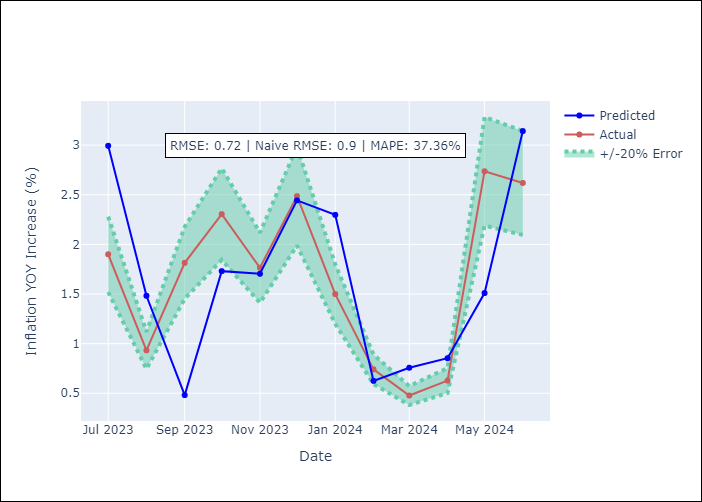 RMSE: 0.72 | Naive RMSE: 0.9 | MAPE: 37.36%
Predicted
Actual
+/-20% Error
Inflation YOY Increase (%)
3
2.5
2
1.5
1
0.5
Jul 2023
Sep 2023
Nov 2023
Jan 2024
Mar 2024
May 2024
Date